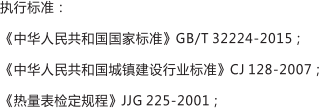 执行标准：
《中华人民共和国国家标准》GB/T 32224-2015；
《中华人民共和国城镇建设行业标准》CJ 128-2007；
《热量表检定规程》JJG 225-2001；